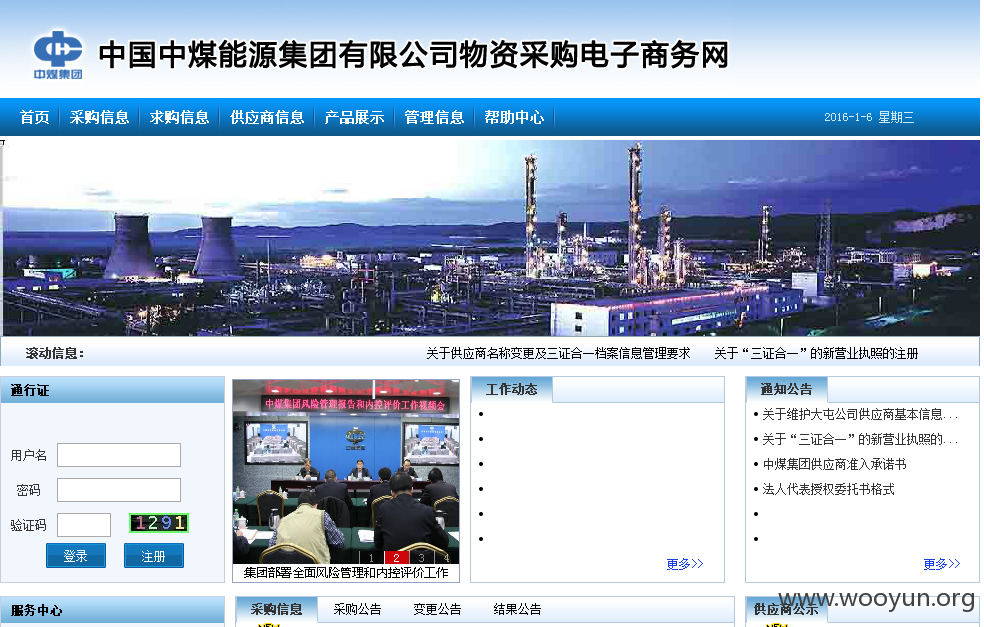 中煤集团
中国中煤能源集团有限公司物资采购电子商务网
首页 采购信息 求购信息 供应商信息 产品展示 管理信息 帮助中心 2016-1-6 星期三
滚动信息: 关于供应商名称变更及三证合一档案信息管理要求 关于“三证合一”的新营业执照的注册
通行证
用户名
密码
验证码 1291
登录 注册
中煤集团风险管理报告和内控评价工作视频会
1 2 3 4
集团部署全面风险管理和内控评价工作
工作动态
更多>>
通知公告
关于维护大屯公司供应商基本信息...
关于“三证合一”的新营业执照的...
中煤集团供应商准入承诺书
法人代表授权委托书格式
更多>>
www.wooyun.org
服务中心
采购信息 采购公告 变更公告 结果公告
供应商公示